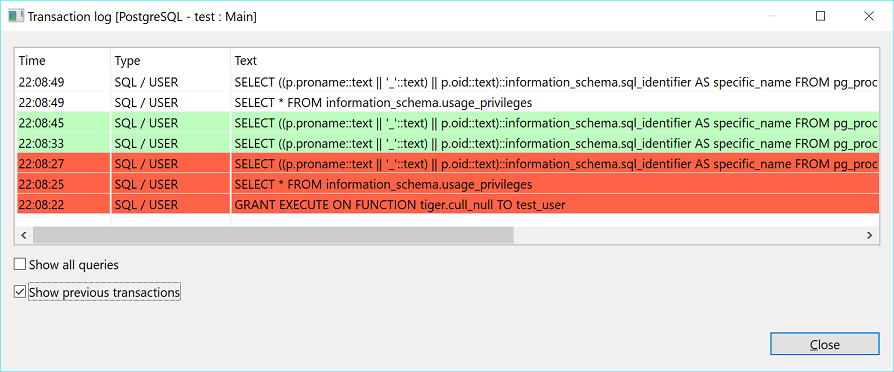 Transaction log [PostgreSQL - test : Main]
Time Type Text
22:08:49 SQL / USER SELECT ((p.proname::text || '_'::text) || p.oid::text)::information_schema.sql_identifier AS specific_name FROM pg_proc
22:08:49 SQL / USER SELECT * FROM information_schema.usage_privileges
22:08:45 SQL / USER SELECT ((p.proname::text || '_'::text) || p.oid::text)::information_schema.sql_identifier AS specific_name FROM pg_proc
22:08:33 SQL / USER SELECT ((p.proname::text || '_'::text) || p.oid::text)::information_schema.sql_identifier AS specific_name FROM pg_proc
22:08:27 SQL / USER SELECT ((p.proname::text || '_'::text) || p.oid::text)::information_schema.sql_identifier AS specific_name FROM pg_proc
22:08:25 SQL / USER SELECT * FROM information_schema.usage_privileges
22:08:22 SQL / USER GRANT EXECUTE ON FUNCTION tiger.cull_null TO test_user
Show all queries
Show previous transactions
Close